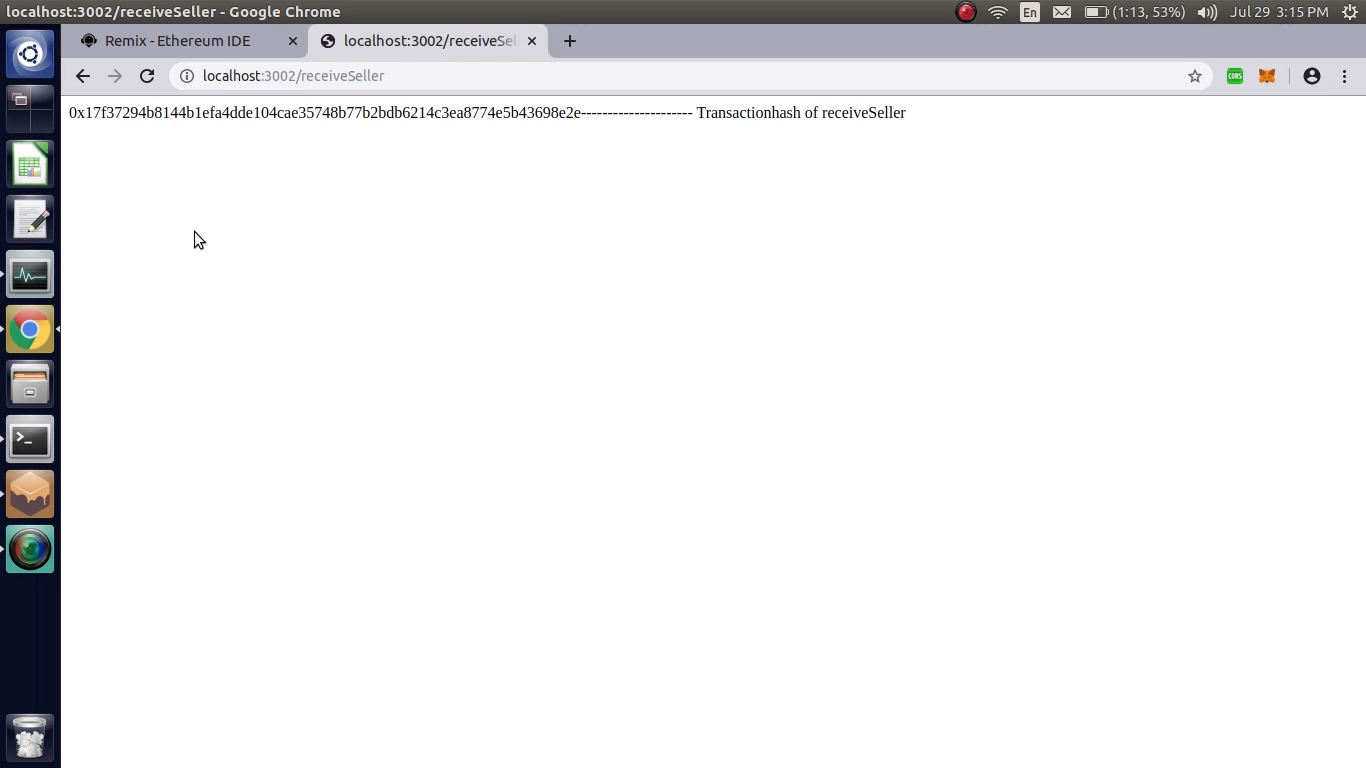 localhost:3002/receiveSeller - Google Chrome
En
(1:13, 53%)
Jul 29 3:15 PM
Remix - Ethereum IDE
localhost:3002/receiveSel
localhost:3002/receiveSeller
CORS
0x17f37294b8144b1efa4dde104cae35748b77b2bdb6214c3ea8774e5b43698e2e--------------------- Transactionhash of receiveSeller